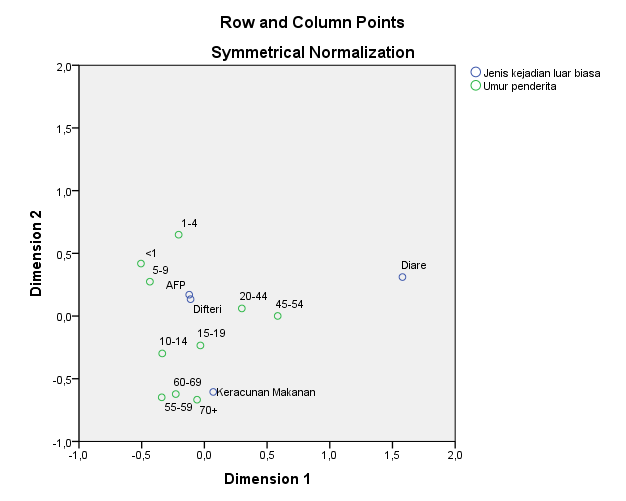 Row and Column Points
Symmetrical Normalization
Jenis kejadian luar biasa
Umur penderita
2,0
1,5
1,0
0,5
0,0
-0,5
-1,0
Dimension 2
1-4
<1
5-9
AFP
Difteri
Diare
20-44
45-54
15-19
10-14
60-69
Keracunan Makanan
55-59
70+
-1,0
-0,5
0,0
0,5
1,0
1,5
2,0
Dimension 1